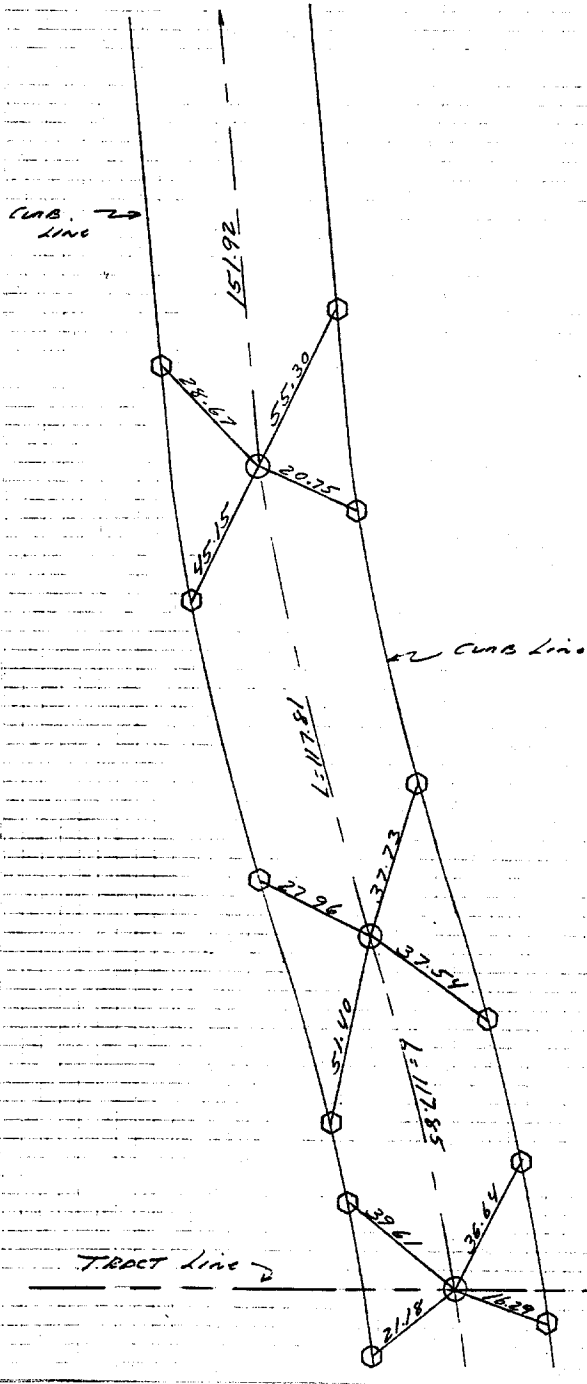 CURB.
LINE
151.92
55.30
28.67
20.75
45.15
CURB LINE
L=117.81
37.73
27.96
37.54
51.40
L=117.85
39.61
36.64
TRACT LINE
16.29
21.18